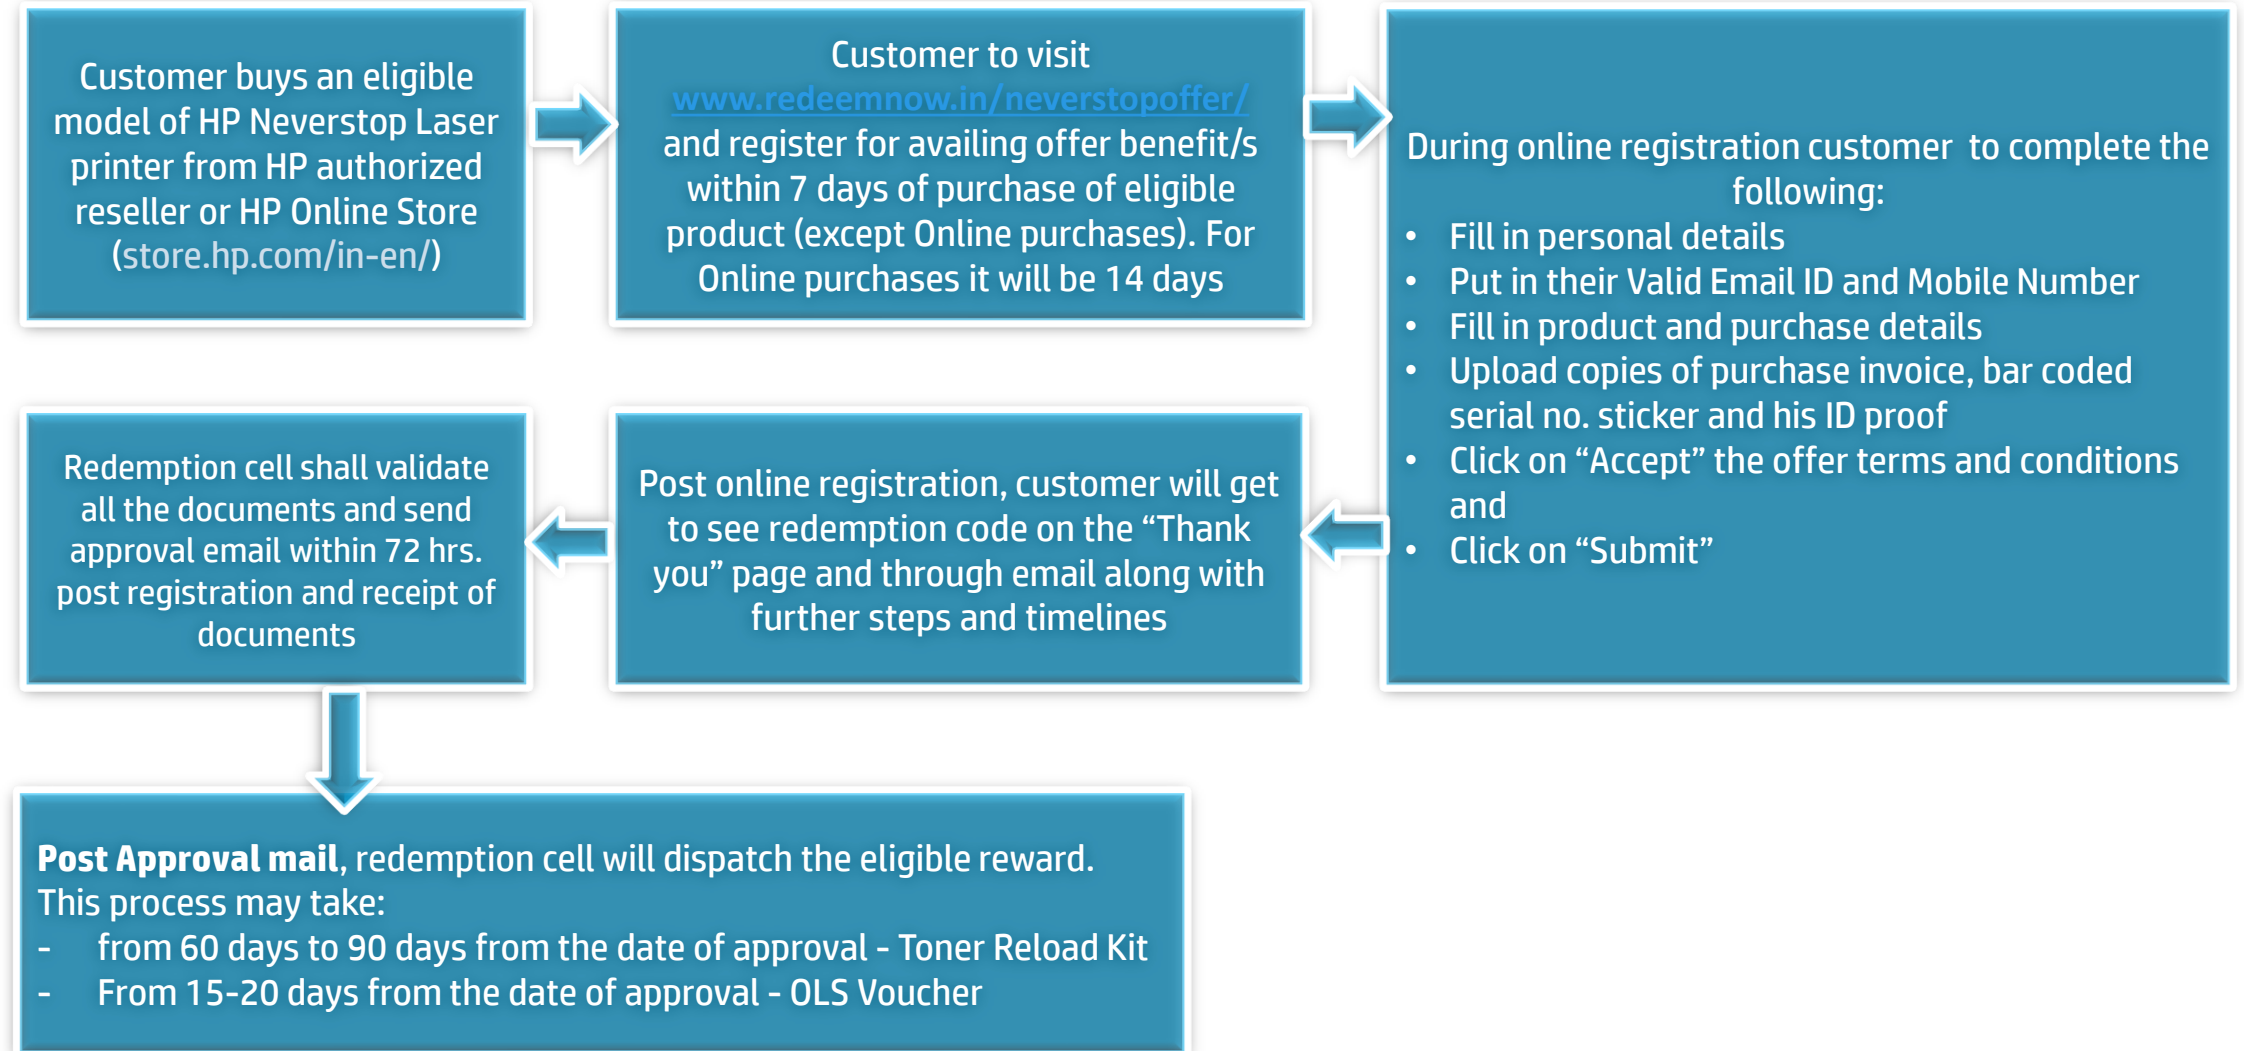 Customer buys an eligible
model of HP Neverstop Laser
printer from HP authorized
reseller or HP Online Store
(store.hp.com/in-en/)
Customer to visit
www.redeemnow.in/neverstopoffer/
and register for availing offer benefit/s
within 7 days of purchase of eligible
product (except Online purchases). For
Online purchases it will be 14 days
During online registration customer  to complete the
following:
• Fill in personal details
• Put in their Valid Email ID and Mobile Number
• Fill in product and purchase details
• Upload copies of purchase invoice, bar coded
serial no. sticker and his ID proof
• Click on “Accept” the offer terms and conditions
and
• Click on “Submit”
Post online registration, customer will get
to see redemption code on the “Thank
you” page and through email along with
further steps and timelines
Redemption cell shall validate
all the documents and send
approval email within 72 hrs.
post registration and receipt of
documents
Post Approval mail, redemption cell will dispatch the eligible reward.
This process may take:
- from 60 days to 90 days from the date of approval - Toner Reload Kit
- From 15-20 days from the date of approval - OLS Voucher